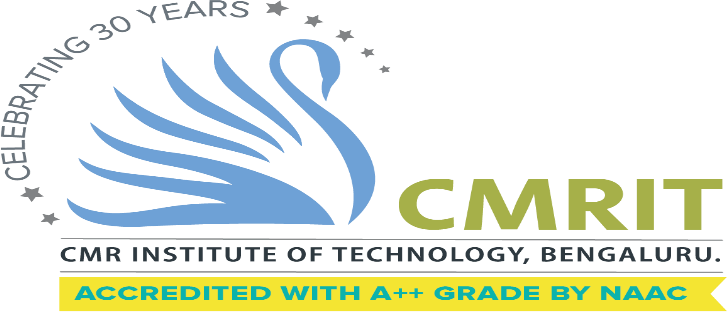 CELEBRATING 30 YEARS
CMRIT
CMR INSTITUTE OF TECHNOLOGY, BENGALURU.
ACCREDITED WITH A++ GRADE BY NAAC